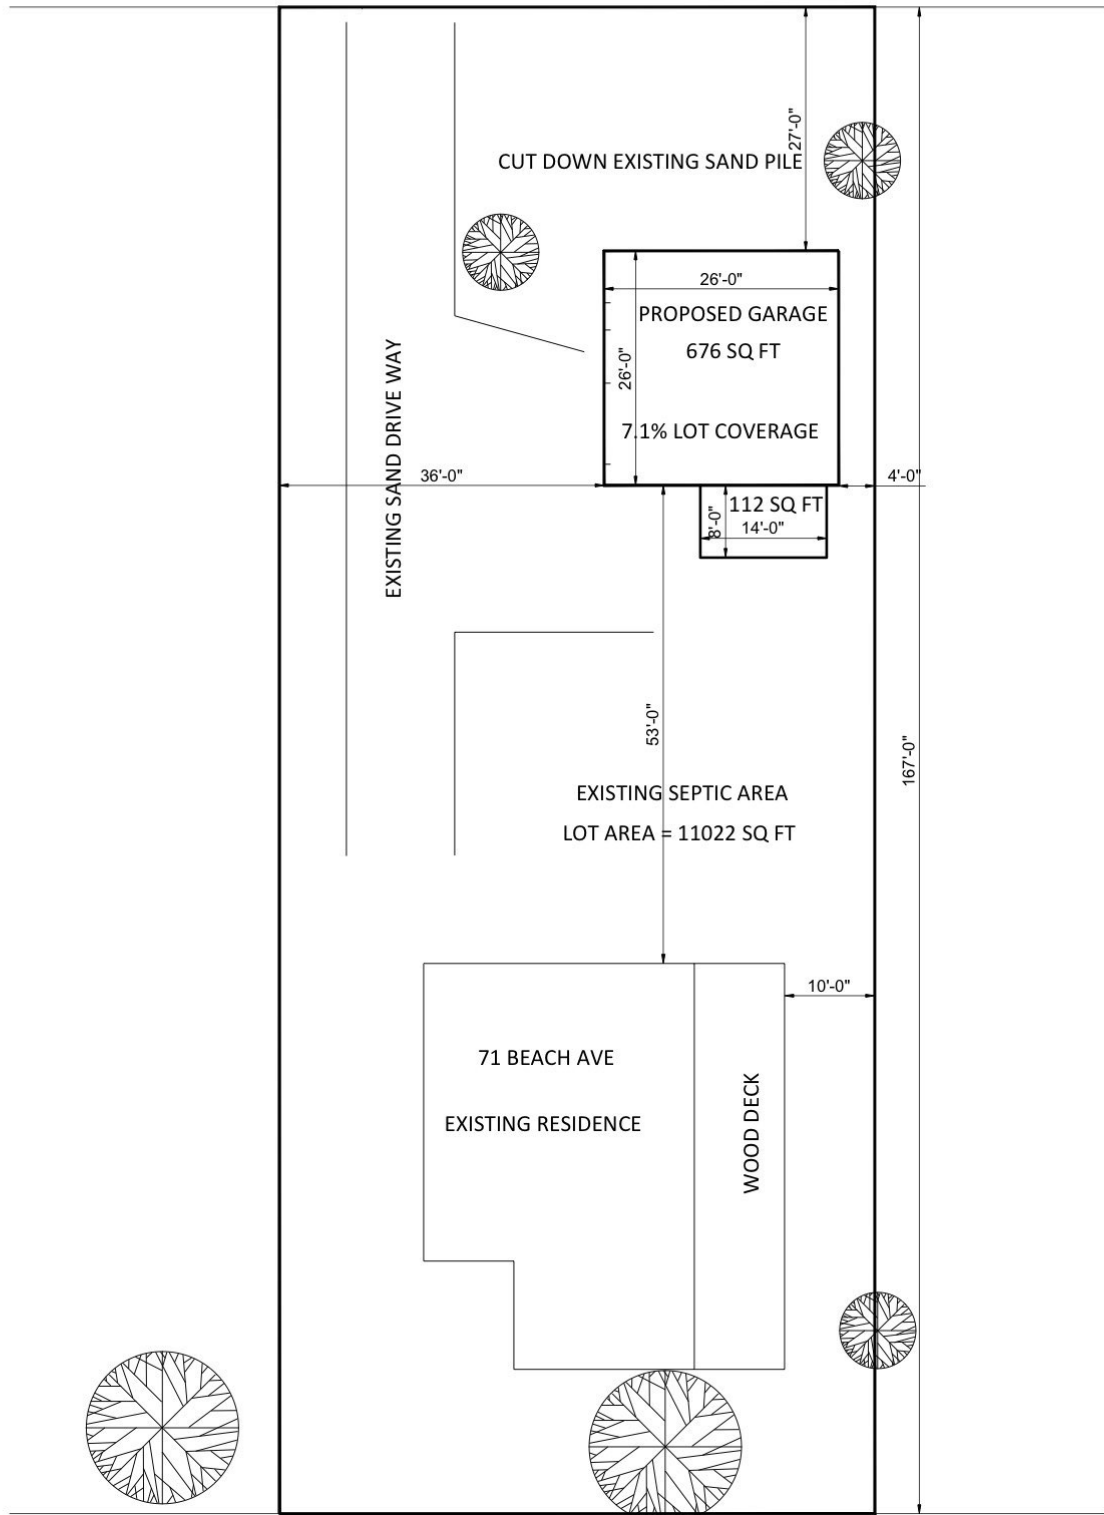 27'-0"
CUT DOWN EXISTING SAND PILE
26'-0"
PROPOSED GARAGE
676 SQ FT
26'-0"
7.1% LOT COVERAGE
EXISTING SAND DRIVE WAY
36'-0"
4'-0"
112 SQ FT
8'-0"
14'-0"
53'-0"
167'-0"
EXISTING SEPTIC AREA
LOT AREA = 11022 SQ FT
10'-0"
71 BEACH AVE
EXISTING RESIDENCE
WOOD DECK